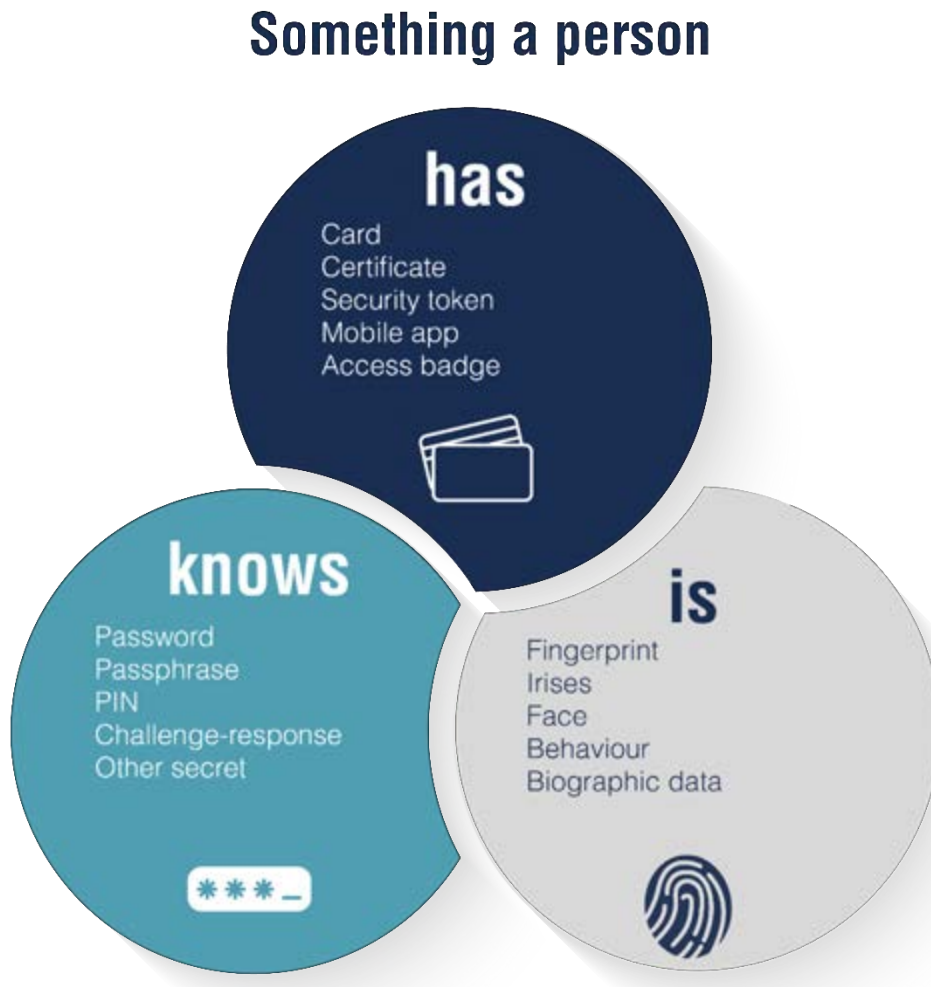 Something a person
has
Card
Certificate
Security token
Mobile app
Access badge
knows
Password
Passphrase
PIN
Challenge-response
Other secret
***_
is
Fingerprint
Irises
Face
Behaviour
Biographic data